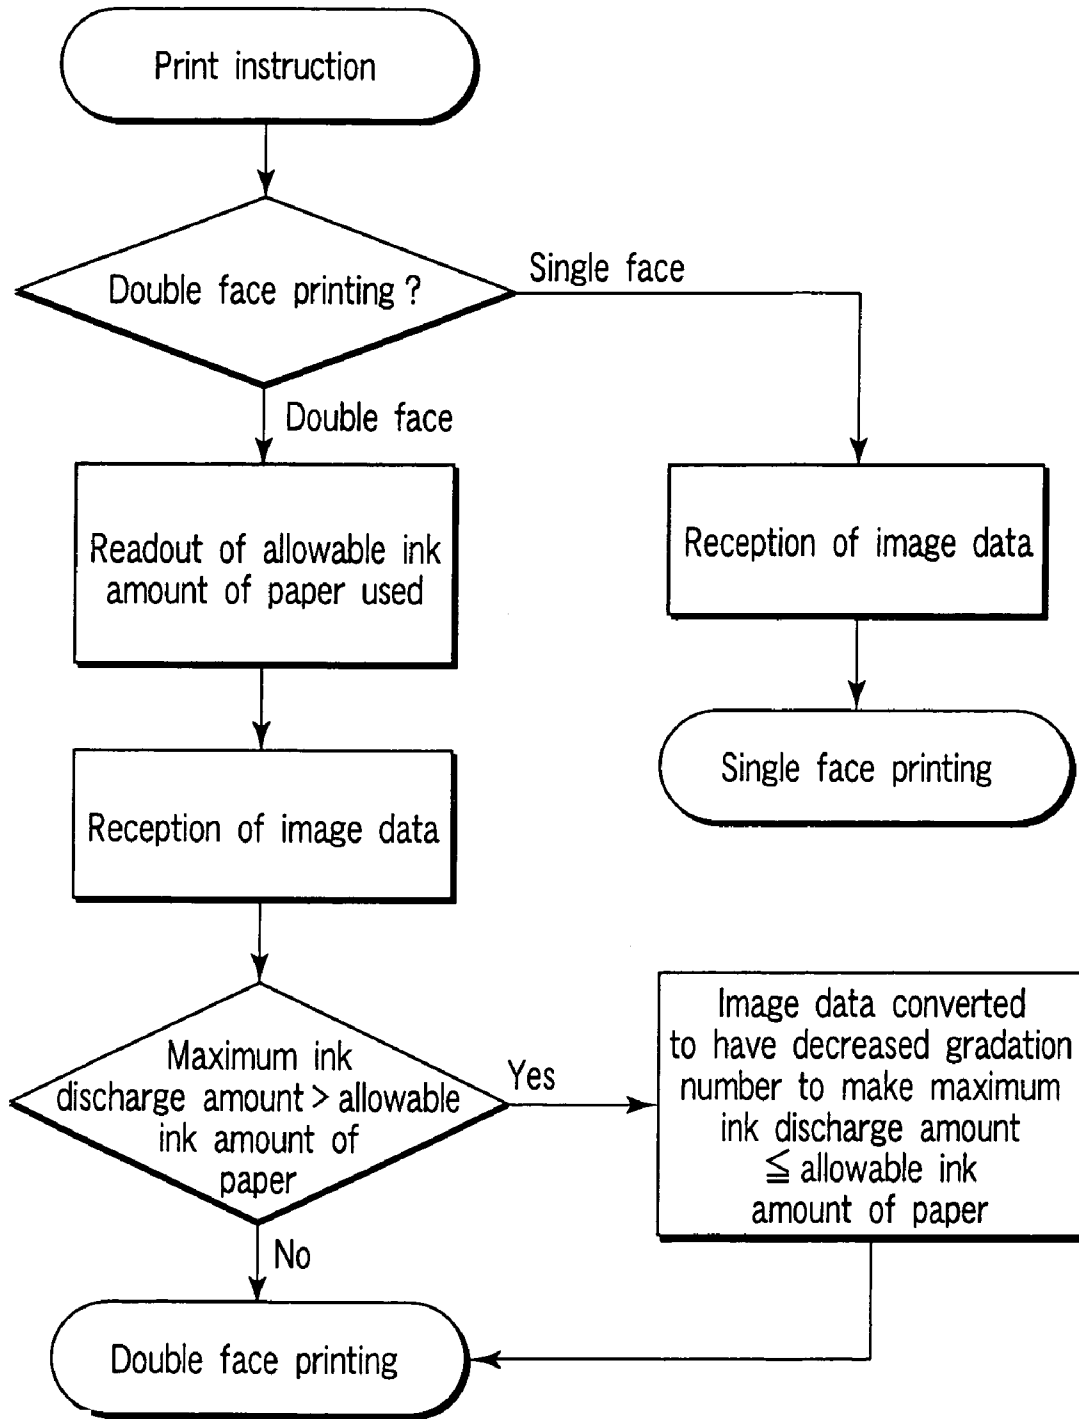 Print instruction
Double face printing ?
Single face
Double face
Readout of allowable ink
amount of paper used
Reception of image data
Reception of image data
Single face printing
Maximum ink
discharge amount > allowable
ink amount of
paper
Yes
Image data converted
to have decreased gradation
number to make maximum
ink discharge amount
≦ allowable ink
amount of paper
No
Double face printing